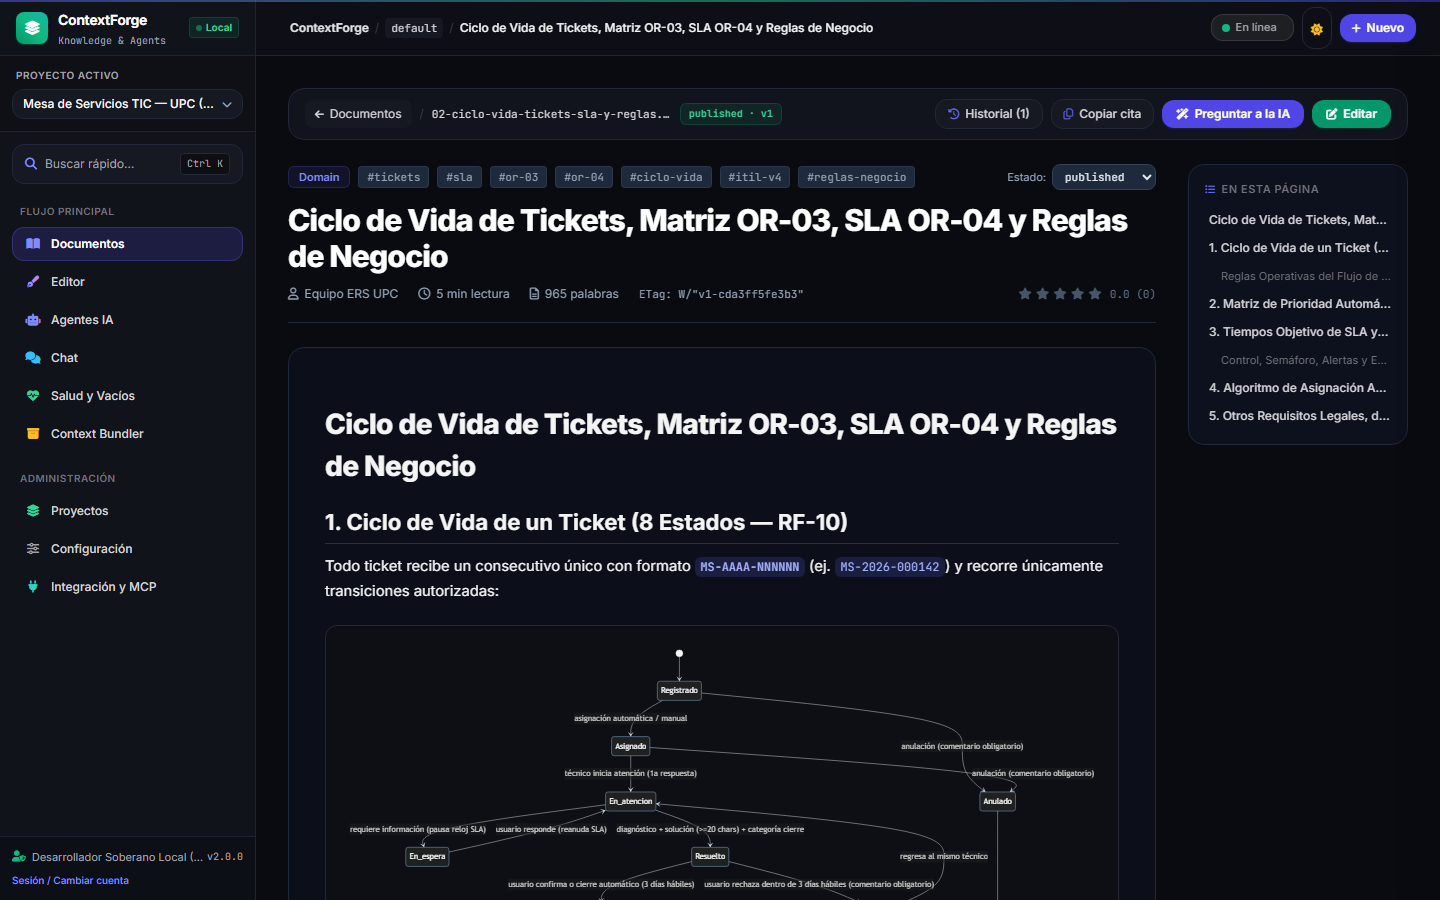 ContextForge
Knowledge & Agents
Local
PROYECTO ACTIVO
Mesa de Servicios TIC — UPC (...
Buscar rápido...
Ctrl K
FLUJO PRINCIPAL
Documentos
Editor
Agentes IA
Chat
Salud y Vacíos
Context Bundler
ADMINISTRACIÓN
Proyectos
Configuración
Integración y MCP
Desarrollador Soberano Local (... v2.0.0
Sesión / Cambiar cuenta
ContextForge / default / Ciclo de Vida de Tickets, Matriz OR-03, SLA OR-04 y Reglas de Negocio
En línea
+ Nuevo
← Documentos / 02-ciclo-vida-tickets-sla-y-reglas...
published · v1
Historial (1)
Copiar cita
Preguntar a la IA
Editar
Domain #tickets #sla #or-03 #or-04 #ciclo-vida #itil-v4 #reglas-negocio
Estado: published
Ciclo de Vida de Tickets, Matriz OR-03, SLA OR-04 y Reglas
de Negocio
Equipo ERS UPC 5 min lectura 965 palabras ETag: W/"v1-cda3ff5fe3b3"
0.0 (0)
Ciclo de Vida de Tickets, Matriz OR-03, SLA OR-04 y Reglas
de Negocio
1. Ciclo de Vida de un Ticket (8 Estados — RF-10)
Todo ticket recibe un consecutivo único con formato MS-AAAA-NNNNNN (ej. MS-2026-000142) y recorre únicamente
transiciones autorizadas:
Registrado
asignación automática / manual
Asignado
anulación (comentario obligatorio)
técnico inicia atención (1a respuesta)
anulación (comentario obligatorio)
En_atencion
Anulado
requiere información (pausa reloj SLA)
usuario responde (reanuda SLA)
diagnóstico + solución (>=20 chars) + categoría cierre
En_espera
Resuelto
regresa al mismo técnico
usuario confirma o cierre automático (3 días hábiles)
usuario rechaza dentro de 3 días hábiles (comentario obligatorio)
EN ESTA PÁGINA
Ciclo de Vida de Tickets, Mat...
1. Ciclo de Vida de un Ticket (...
Reglas Operativas del Flujo de ...
2. Matriz de Prioridad Automá...
3. Tiempos Objetivo de SLA y...
Control, Semáforo, Alertas y E...
4. Algoritmo de Asignación A...
5. Otros Requisitos Legales, d...